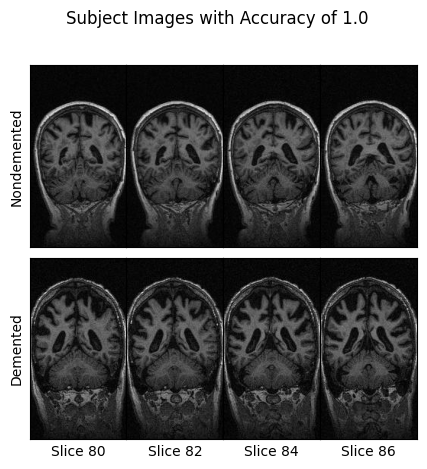 Subject Images with Accuracy of 1.0
Nondemented
Demented
Slice 80
Slice 82
Slice 84
Slice 86